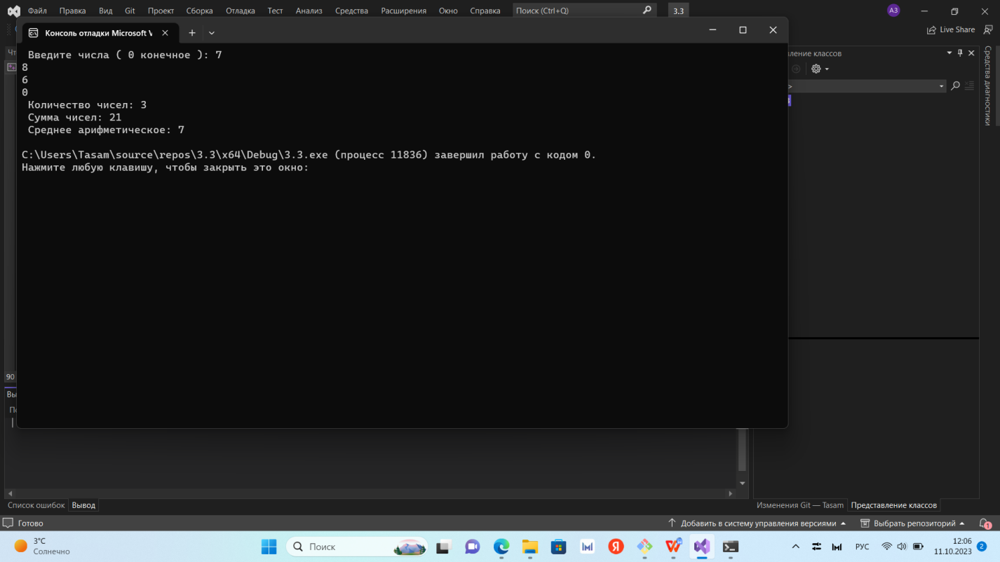 Файл Правка Вид Git Проект Сборка Отладка Тест Анализ Средства Расширения Окно Справка Поиск (Ctrl+Q) 3.3 АЗ
Консоль отладки Microsoft V
Live Share
Введите числа ( 0 конечное ): 7
8
6
0
Количество чисел: 3
Сумма чисел: 21
Среднее арифметическое: 7
C:\Users\Tasam\source\repos\3.3\x64\Debug\3.3.exe (процесс 11836) завершил работу с кодом 0.
Нажмите любую клавишу, чтобы закрыть это окно:
ление классов
Средства диагностики
90
Список ошибок Вывод
Изменения Git — Tasam Представление классов
Готово
Добавить в систему управления версиями Выбрать репозиторий 1
3°C
Солнечно
Поиск
РУС
12:06
11.10.2023
2